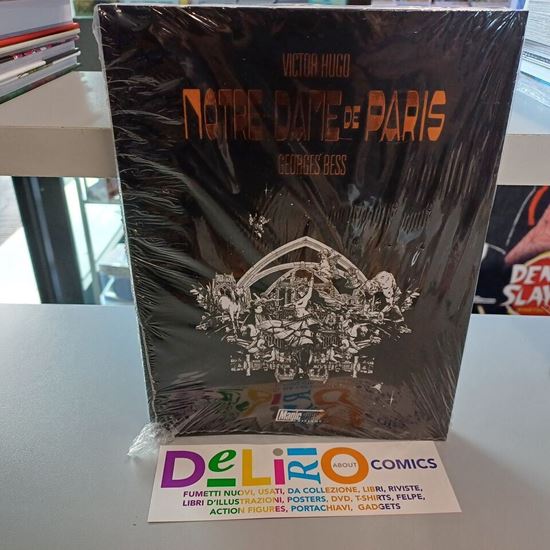 VICTOR HUGO
NOTRE DAME DE PARIS
GEORGES BESS
Magic
DELIRIO ABOUT COMICS
FUMETTI NUOVI, USATI, DA COLLEZIONE, LIBRI, RIVISTE,
LIBRI D'ILLUSTRAZIONI, POSTERS, DVD, T-SHIRTS, FELPE,
ACTION FIGURES, PORTACHIAVI, GADGETS